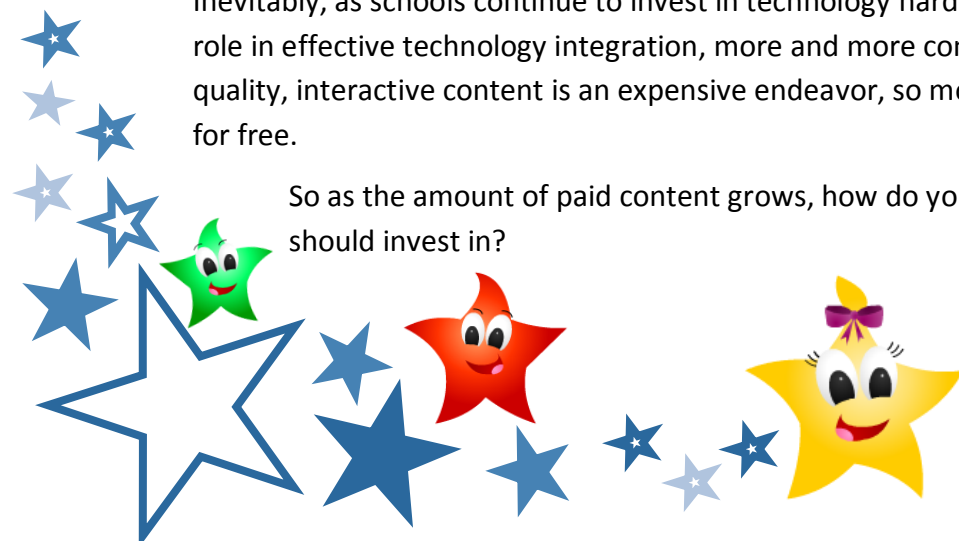 Inevitably, as schools continue to invest in technology hard
role in effective technology integration, more and more con
quality, interactive content is an expensive endeavor, so mo
for free.
So as the amount of paid content grows, how do yo
should invest in?